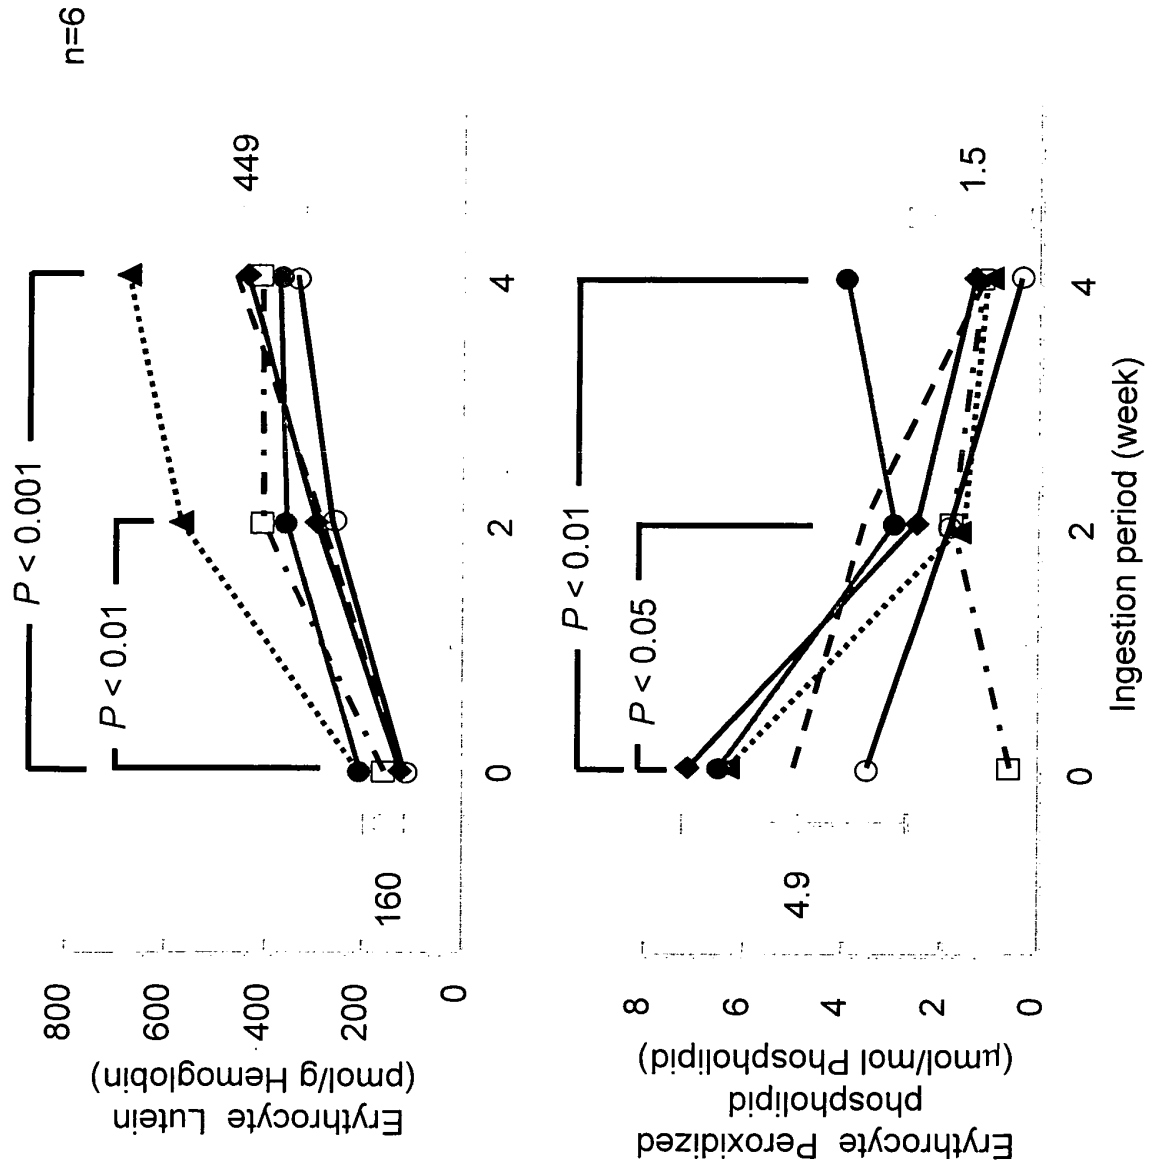 n=6
P < 0.001
P < 0.01
449
160
800
600
400
200
0
0
2
4
Erythrocyte Lutein
(pmol/g Hemoglobin)
P < 0.01
P < 0.05
4.9
1.5
8
6
4
2
0
0
2
4
Erythrocyte Peroxidized
phospholipid
(μmol/mol Phospholipid)
Ingestion period (week)